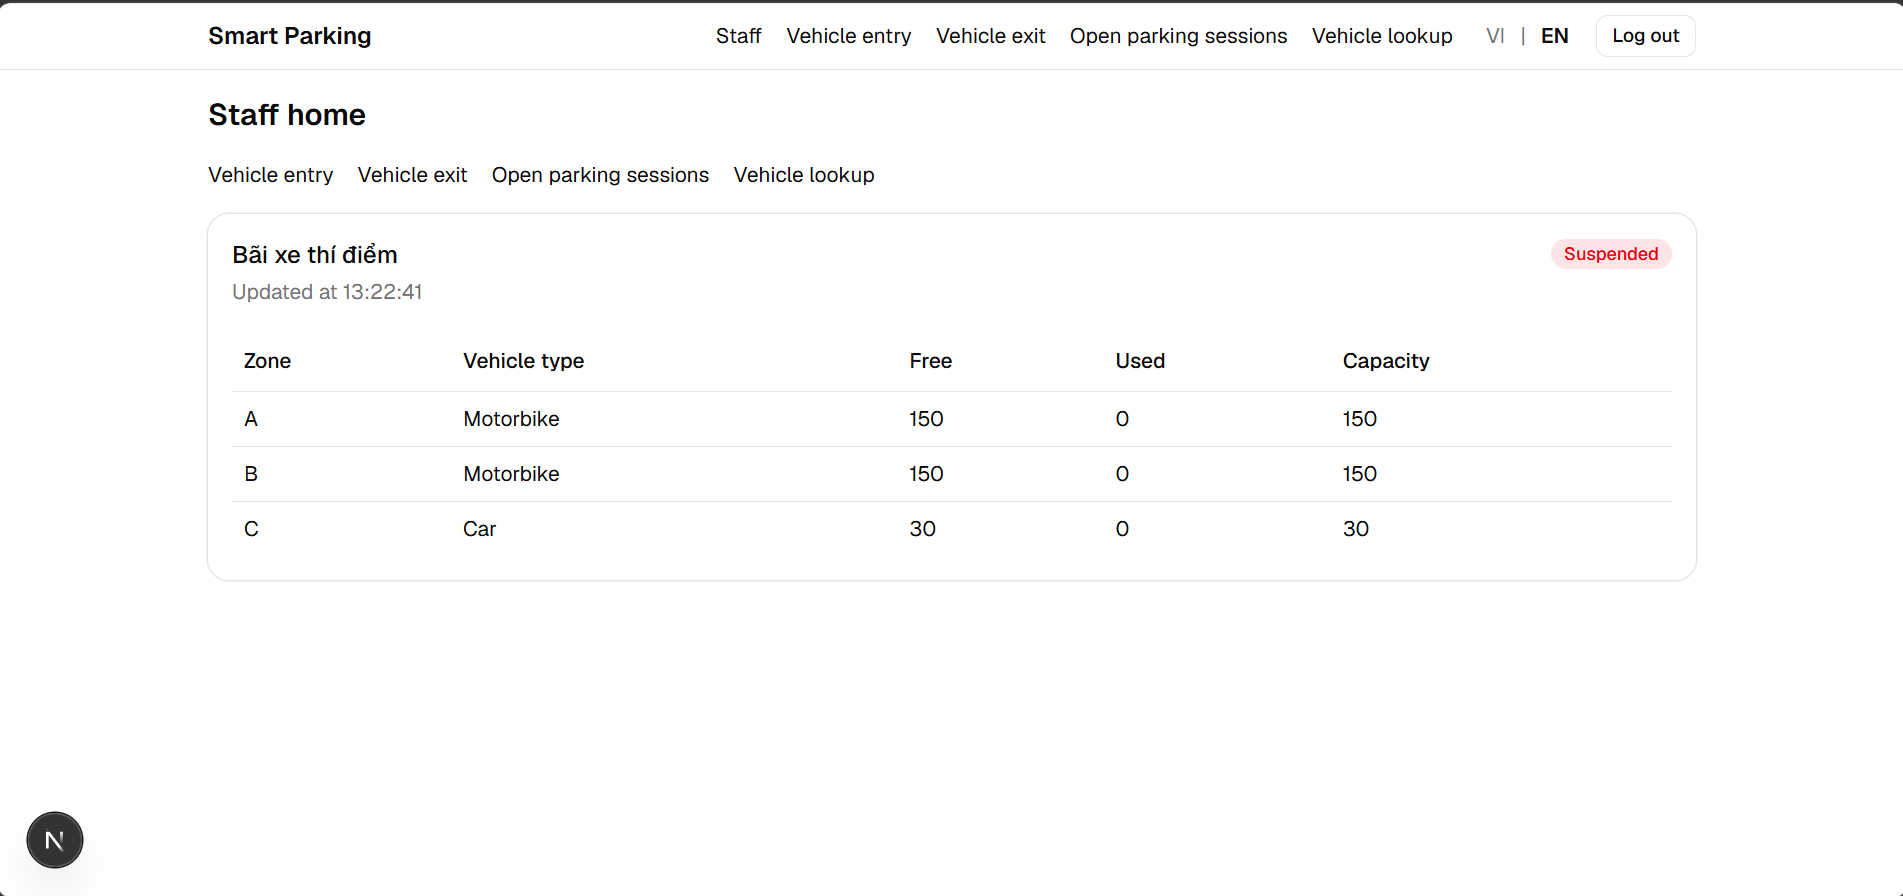 Smart Parking Staff Vehicle entry Vehicle exit Open parking sessions Vehicle lookup VI | EN Log out
Staff home
Vehicle entry Vehicle exit Open parking sessions Vehicle lookup
Bãi xe thí điểm Suspended
Updated at 13:22:41
Zone Vehicle type Free Used Capacity
A Motorbike 150 0 150
B Motorbike 150 0 150
C Car 30 0 30
N